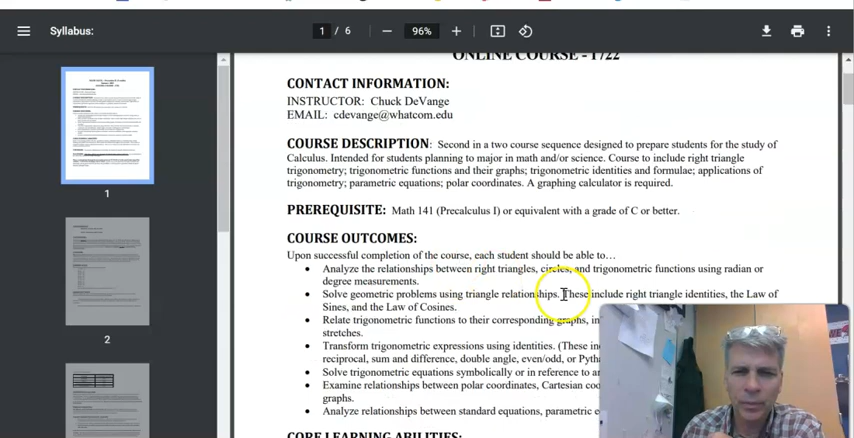 Syllabus:
1 / 6
96%
ONLINE COURSE - 1722
CONTACT INFORMATION:
INSTRUCTOR: Chuck DeVange
EMAIL: cdevange@whatcom.edu
COURSE DESCRIPTION: Second in a two course sequence designed to prepare students for the study of
Calculus. Intended for students planning to major in math and/or science. Course to include right triangle
trigonometry; trigonometric functions and their graphs; trigonometric identities and formulae; applications of
trigonometry; parametric equations; polar coordinates. A graphing calculator is required.
PREREQUISITE: Math 141 (Precalculus I) or equivalent with a grade of C or better.
COURSE OUTCOMES:
Upon successful completion of the course, each student should be able to…
• Analyze the relationships between right triangles, circles, and trigonometric functions using radian or
degree measurements.
• Solve geometric problems using triangle relationships. These include right triangle identities, the Law of
Sines, and the Law of Cosines.
• Relate trigonometric functions to their corresponding graphs, in
stretches.
• Transform trigonometric expressions using identities. (These in
reciprocal, sum and difference, double angle, even/odd, or Pytha
• Solve trigonometric equations symbolically or in reference to a
• Examine relationships between polar coordinates, Cartesian coo
graphs.
• Analyze relationships between standard equations, parametric e
CORE LEARNING ABILITIES:
1
2